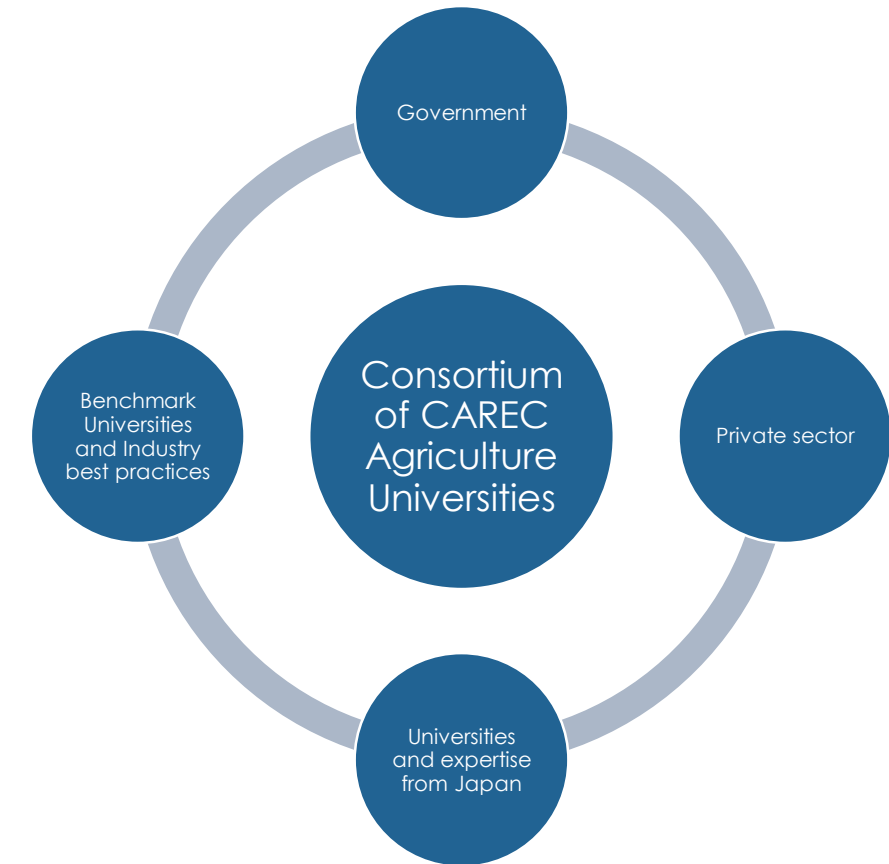 Government
Consortium
of CAREC
Agriculture
Universities
Benchmark
Universities
and Industry
best practices
Private sector
Universities
and expertise
from Japan